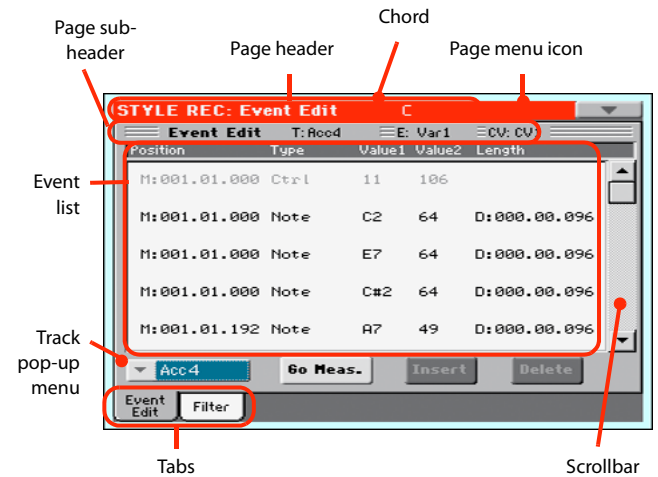 Chord
Page sub-
header
Page header
Page menu icon
STYLE REC: Event Edit C
Event Edit T: Acc4 E: Var1 CV: CV1
Position Type Value1 Value2 Length
Event
list
M:001.01.000 Ctrl 11 106
M:001.01.000 Note C2 64 D:000.00.096
M:001.01.000 Note E7 64 D:000.00.096
M:001.01.000 Note C#2 64 D:000.00.096
M:001.01.192 Note A7 49 D:000.00.096
Track
pop-up
menu
Acc4 Go Meas. Insert Delete
Event
Edit
Filter
Tabs
Scrollbar